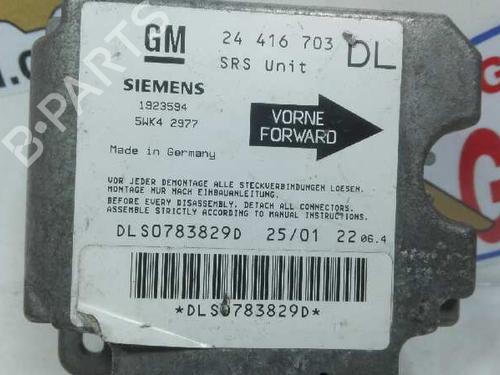 GM 24 416 703 DL
SRS Unit
SIEMENS
1923594
5WK4 2977
VORNE
FORWARD
Made in Germany
VOR JEDER DEMONTAGE ALLE STECKVERBINDUNGEN LOESEN.
MONTAGE NUR NACH EINBAUANLEITUNG.
BEFORE EVERY DISASSEMBLY, DETACH ALL CONNECTORS.
ASSEMBLE STRICTLY ACCORDING TO MANUAL INSTRUCTIONS.
DLS0783829D 25/01 22 06.4
*DLS0783829D*